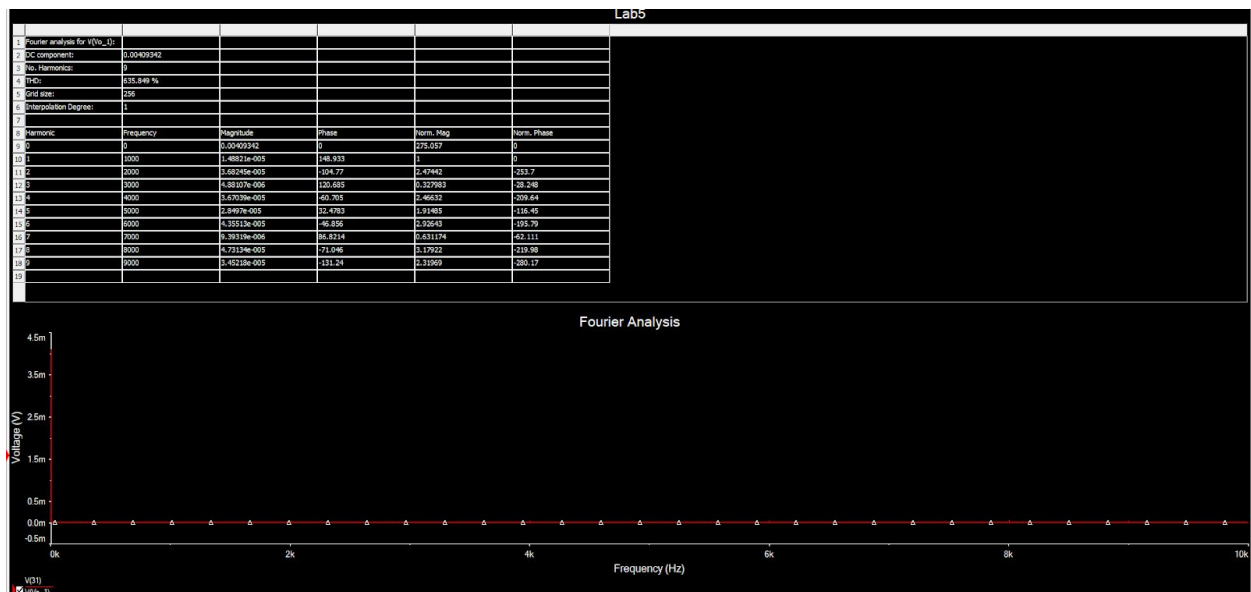 Lab5
1 Fourier analysis for V(Vo_1):
2 DC component: 0.00409342
3 No. Harmonics: 9
4 THD: 635.849 %
5 Grid size: 256
6 Interpolation Degree: 1
7
8 Harmonic Frequency Magnitude Phase Norm. Mag Norm. Phase
9 0 0 0.00409342 0 275.057 0
10 1 1000 1.48821e-005 148.933 1 0
11 2 2000 3.68245e-005 -104.77 2.47442 -253.7
12 3 3000 4.88107e-006 120.685 0.327983 -28.248
13 4 4000 3.67039e-005 -60.705 2.46632 -209.64
14 5 5000 2.8497e-005 32.4783 1.91485 -116.45
15 6 6000 4.35513e-005 -46.856 2.92643 -195.79
16 7 7000 9.39319e-006 86.8214 0.631174 -62.111
17 8 8000 4.73134e-005 -71.046 3.17922 -219.98
18 9 9000 3.45218e-005 -131.24 2.31969 -280.17
19
Fourier Analysis
4.5m
3.5m
2.5m
1.5m
0.5m
0.0m
-0.5m
Voltage (V)
0k 2k 4k 6k 8k 10k
Frequency (Hz)
V(31)
V(Vo_1)